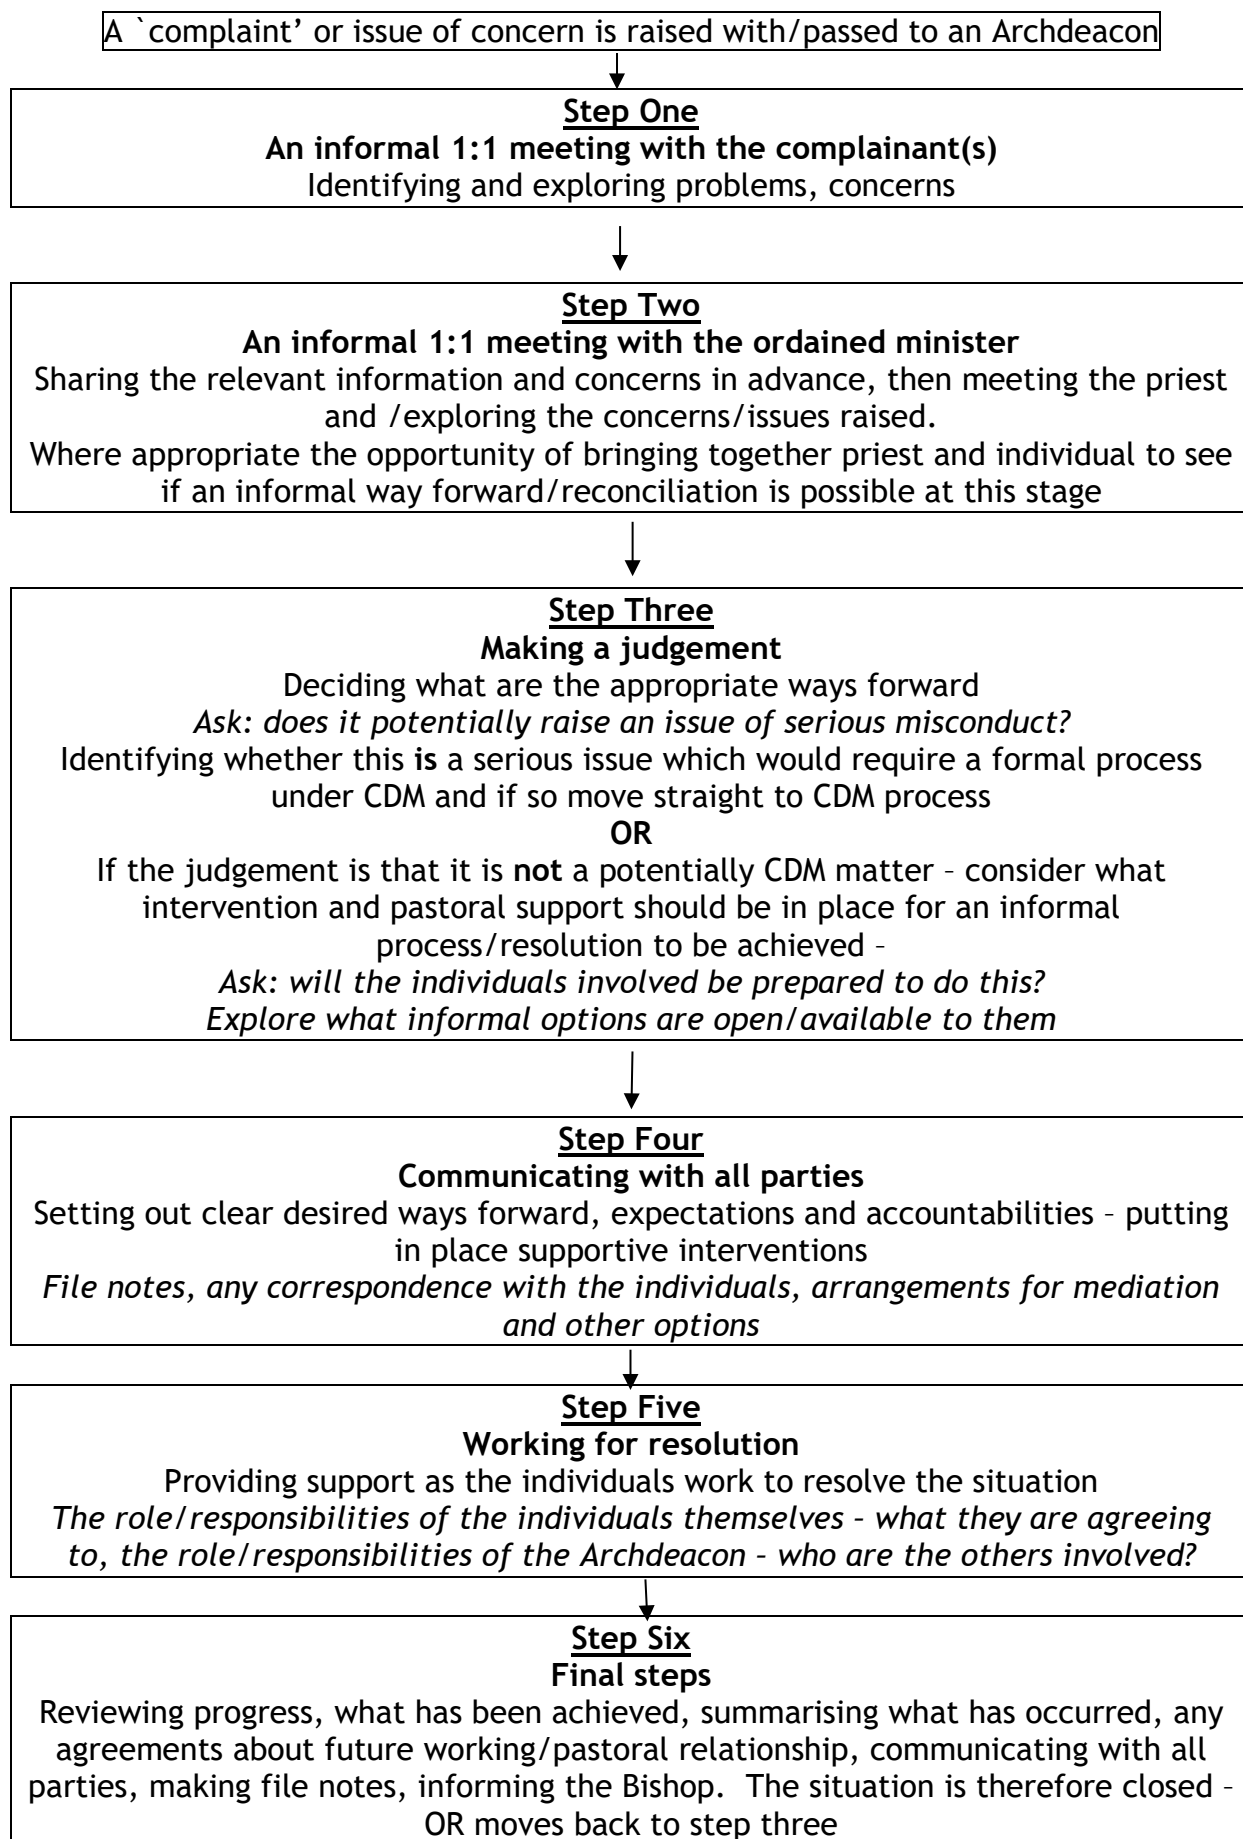 A `complaint’ or issue of concern is raised with/passed to an Archdeacon
Step One
An informal 1:1 meeting with the complainant(s)
Identifying and exploring problems, concerns
Step Two
An informal 1:1 meeting with the ordained minister
Sharing the relevant information and concerns in advance, then meeting the priest
and /exploring the concerns/issues raised.
Where appropriate the opportunity of bringing together priest and individual to see
if an informal way forward/reconciliation is possible at this stage
Step Three
Making a judgement
Deciding what are the appropriate ways forward
Ask: does it potentially raise an issue of serious misconduct?
Identifying whether this is a serious issue which would require a formal process
under CDM and if so move straight to CDM process
OR
If the judgement is that it is not a potentially CDM matter – consider what
intervention and pastoral support should be in place for an informal
process/resolution to be achieved –
Ask: will the individuals involved be prepared to do this?
Explore what informal options are open/available to them
Step Four
Communicating with all parties
Setting out clear desired ways forward, expectations and accountabilities – putting
in place supportive interventions
File notes, any correspondence with the individuals, arrangements for mediation
and other options
Step Five
Working for resolution
Providing support as the individuals work to resolve the situation
The role/responsibilities of the individuals themselves – what they are agreeing
to, the role/responsibilities of the Archdeacon – who are the others involved?
Step Six
Final steps
Reviewing progress, what has been achieved, summarising what has occurred, any
agreements about future working/pastoral relationship, communicating with all
parties, making file notes, informing the Bishop.  The situation is therefore closed –
OR moves back to step three